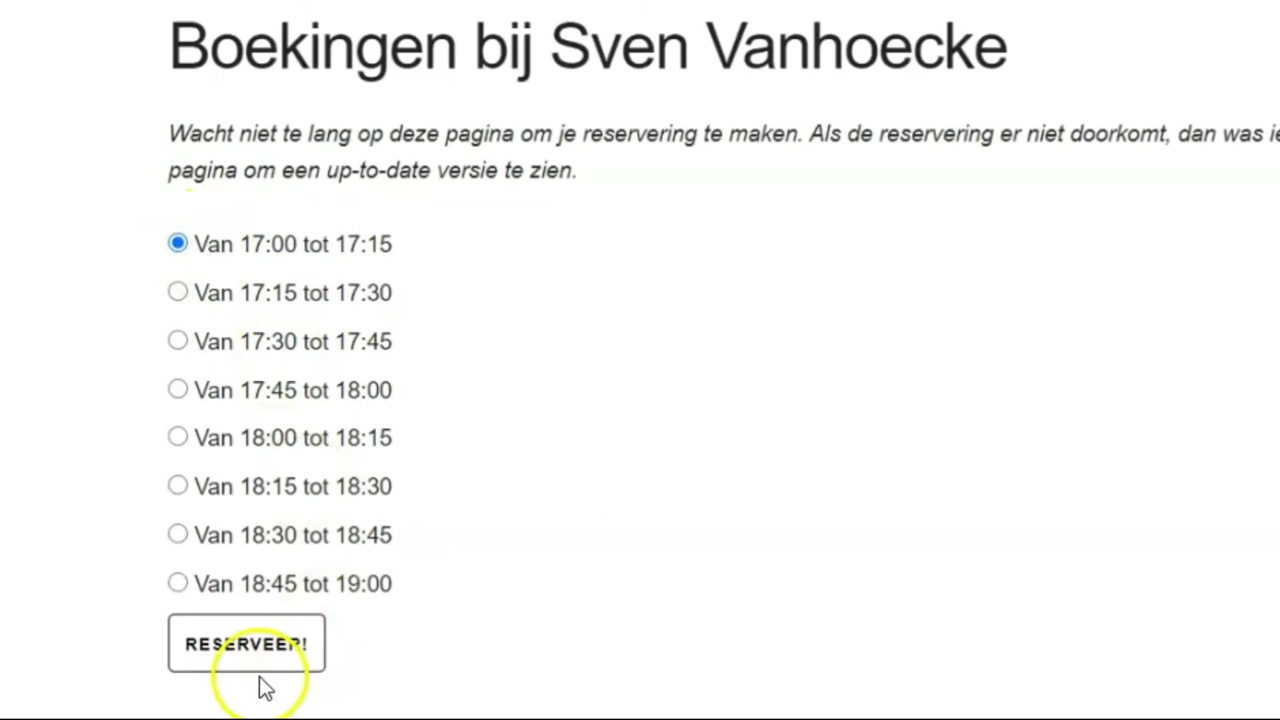 Boekingen bij Sven Vanhoecke
Wacht niet te lang op deze pagina om je reservering te maken. Als de reservering er niet doorkomt, dan was
pagina om een up-to-date versie te zien.
Van 17:00 tot 17:15
Van 17:15 tot 17:30
Van 17:30 tot 17:45
Van 17:45 tot 18:00
Van 18:00 tot 18:15
Van 18:15 tot 18:30
Van 18:30 tot 18:45
Van 18:45 tot 19:00
RESERVEER!